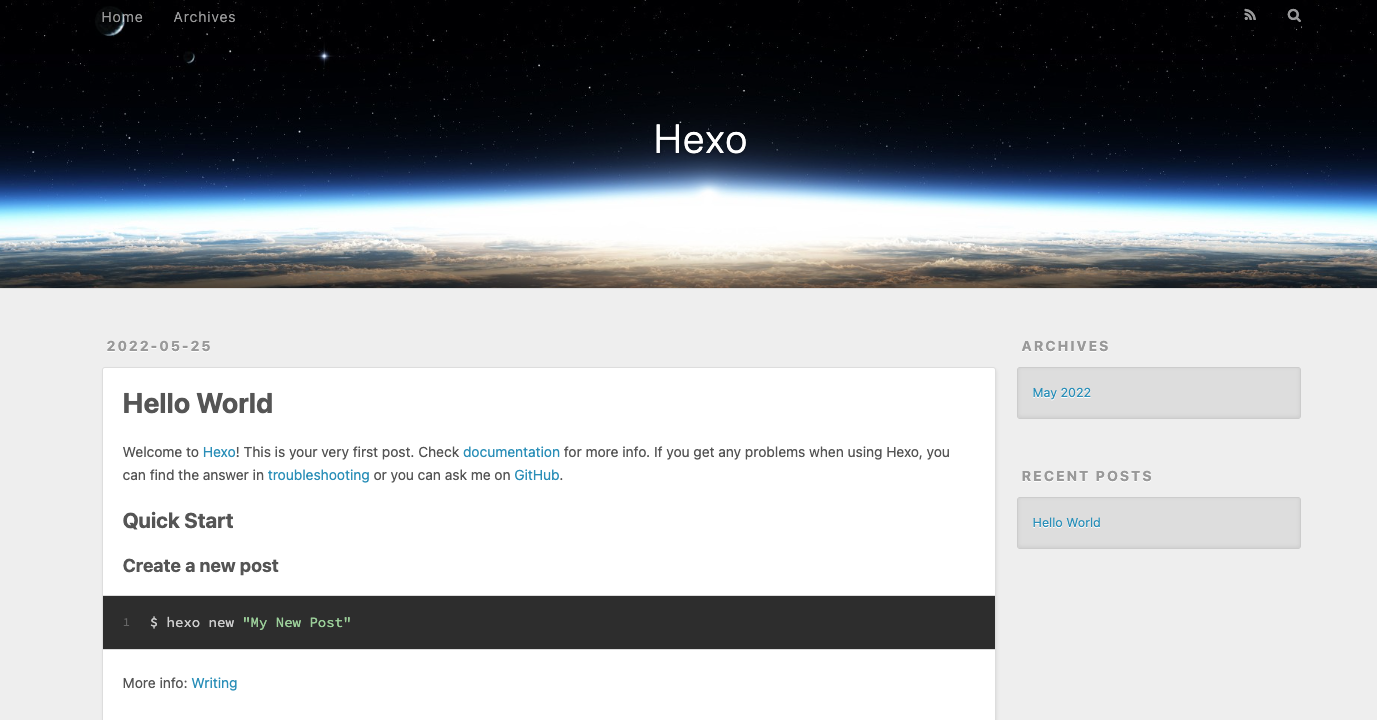 Home Archives
Hexo
2022-05-25
Hello World
Welcome to Hexo! This is your very first post. Check documentation for more info. If you get any problems when using Hexo, you
can find the answer in troubleshooting or you can ask me on GitHub.
Quick Start
Create a new post
1 $ hexo new "My New Post"
More info: Writing
ARCHIVES
May 2022
RECENT POSTS
Hello World